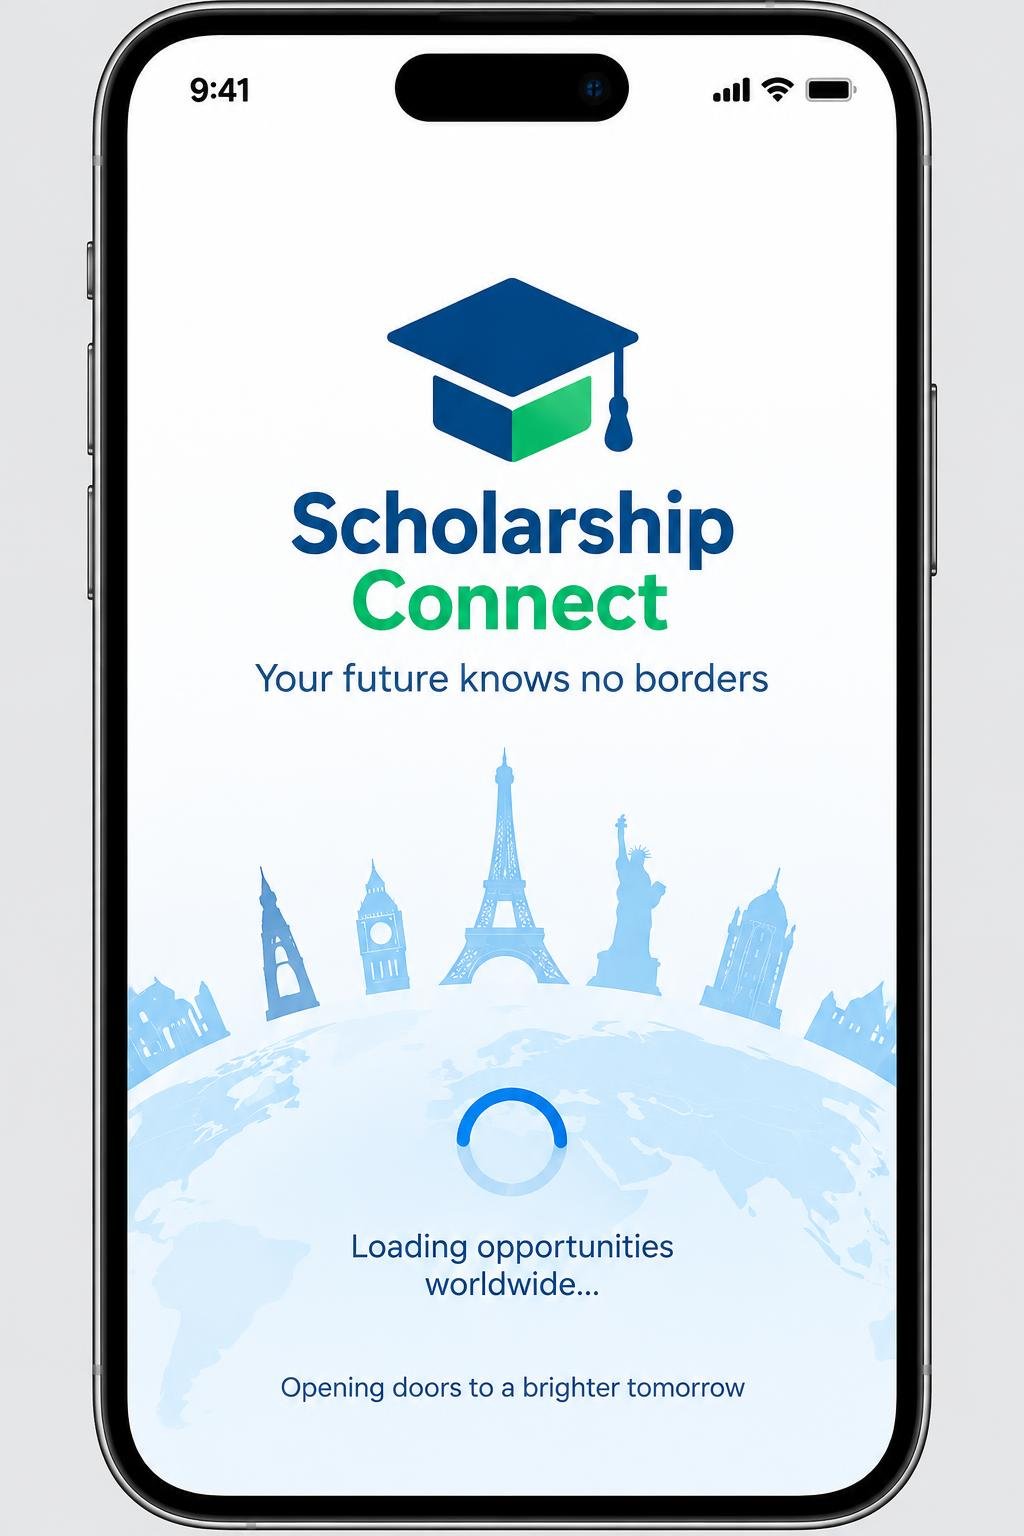 9:41
Scholarship
Connect
Your future knows no borders
Loading opportunities
worldwide...
Opening doors to a brighter tomorrow